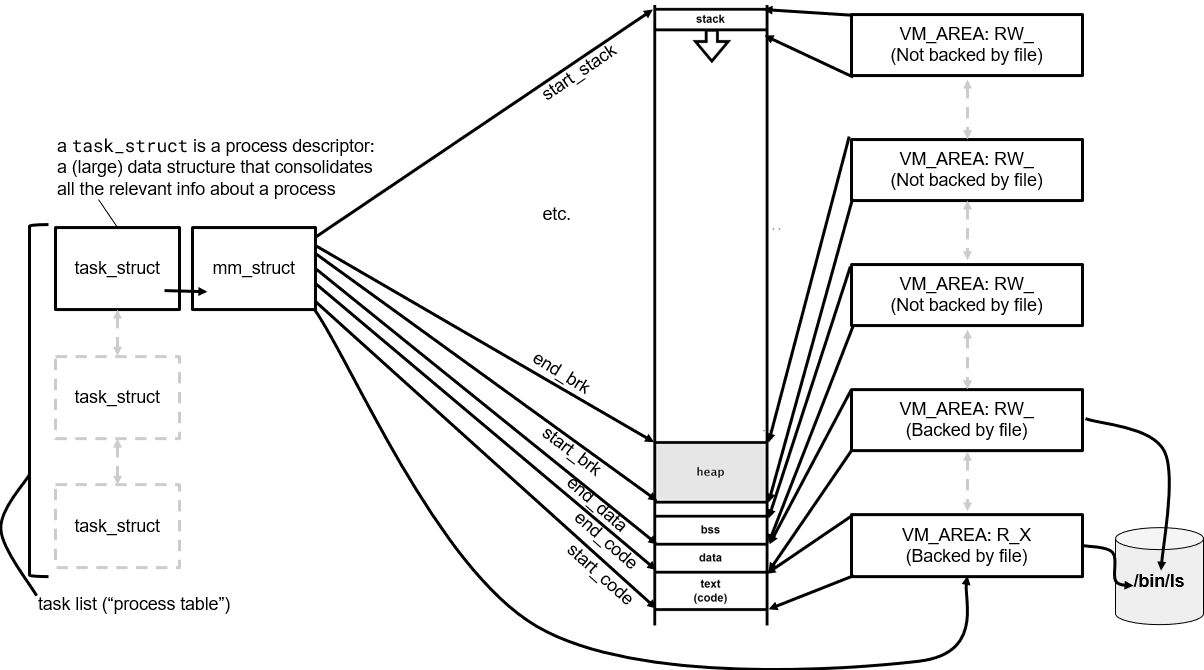 stack
VM_AREA: RW_
(Not backed by file)
start_stack
a task_struct is a process descriptor:
a (large) data structure that consolidates
all the relevant info about a process
VM_AREA: RW_
(Not backed by file)
etc.
task_struct
mm_struct
VM_AREA: RW_
(Not backed by file)
end_brk
task_struct
VM_AREA: RW_
(Backed by file)
start_brk
heap
end_data
bss
end_code
task_struct
VM_AREA: R_X
(Backed by file)
data
start_code
text
(code)
/bin/ls
task list (“process table”)